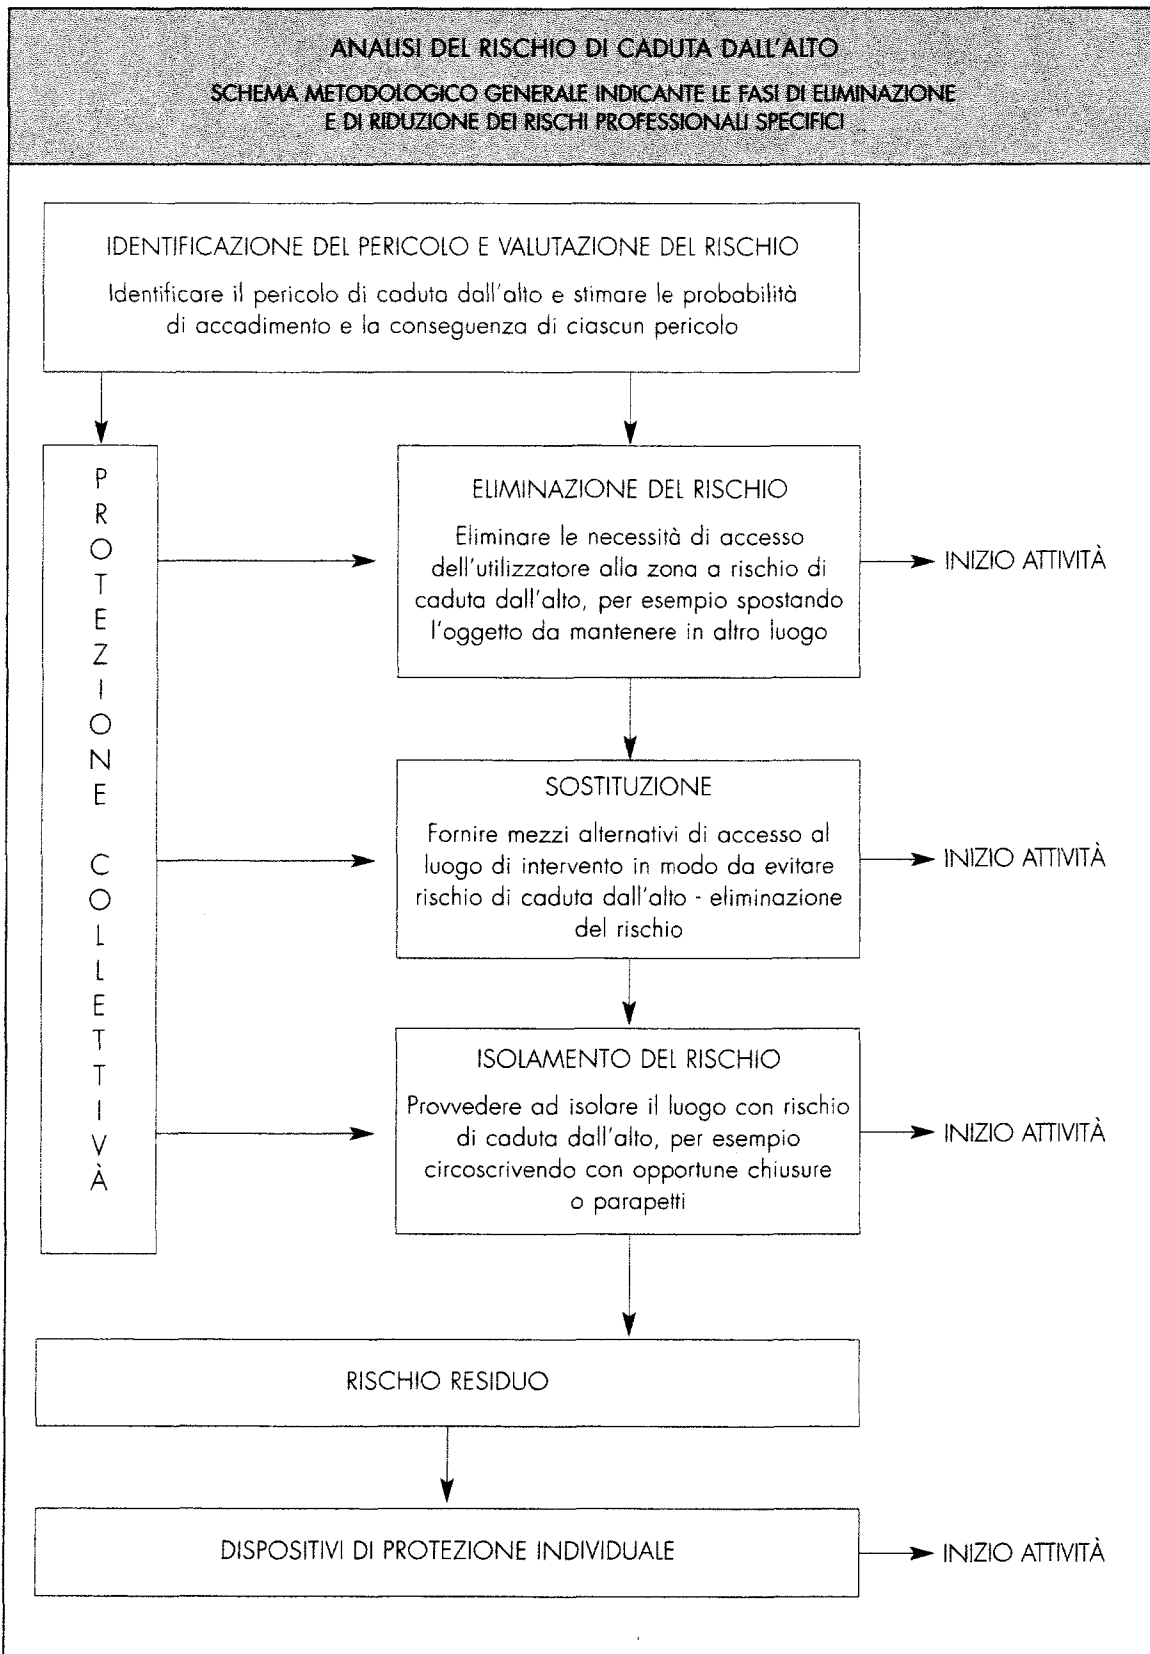 ANALISI DEL RISCHIO DI CADUTA DALL'ALTO
SCHEMA METODOLOGICO GENERALE INDICANTE LE FASI DI ELIMINAZIONE
E DI RIDUZIONE DEI RISCHI PROFESSIONALI SPECIFICI
IDENTIFICAZIONE DEL PERICOLO E VALUTAZIONE DEL RISCHIO
Identificare il pericolo di caduta dall'alto e stimare le probabilità
di accadimento e la conseguenza di ciascun pericolo
PROTEZIONE COLLETTIVÀ
ELIMINAZIONE DEL RISCHIO
Eliminare le necessità di accesso
dell'utilizzatore alla zona a rischio di
caduta dall'alto, per esempio spostando
l'oggetto da mantenere in altro luogo
INIZIO ATTIVITÀ
SOSTITUZIONE
Fornire mezzi alternativi di accesso al
luogo di intervento in modo da evitare
rischio di caduta dall'alto - eliminazione
del rischio
INIZIO ATTIVITÀ
ISOLAMENTO DEL RISCHIO
Provvedere ad isolare il luogo con rischio
di caduta dall'alto, per esempio
circoscrivendo con opportune chiusure
o parapetti
INIZIO ATTIVITÀ
RISCHIO RESIDUO
DISPOSITIVI DI PROTEZIONE INDIVIDUALE
INIZIO ATTIVITÀ